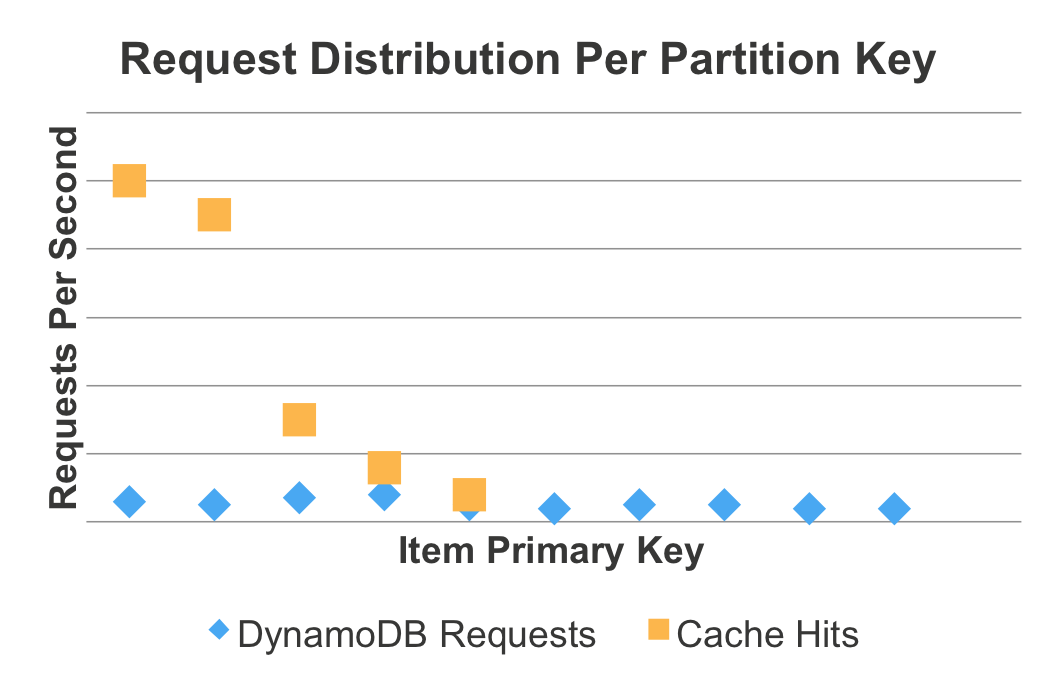 Request Distribution Per Partition Key
Requests Per Second
Item Primary Key
DynamoDB Requests
Cache Hits